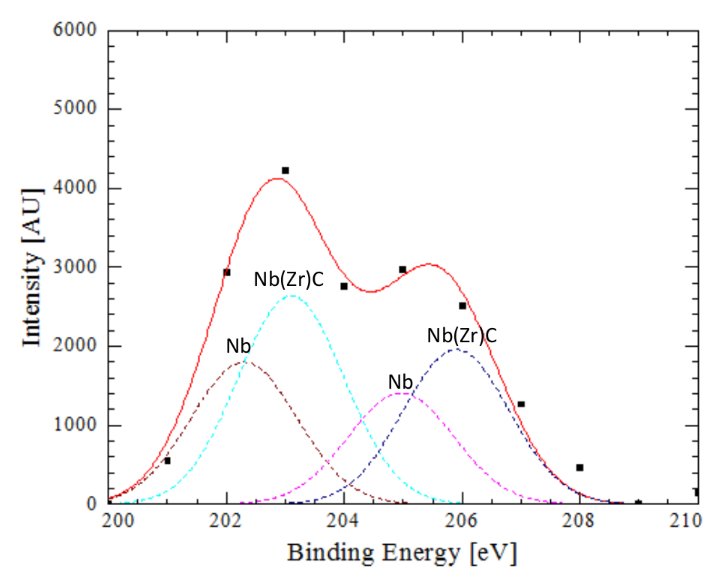 6000
5000
4000
3000
2000
1000
0
Intensity [AU]
Nb(Zr)C
Nb
Nb(Zr)C
Nb
200 202 204 206 208 210
Binding Energy [eV]